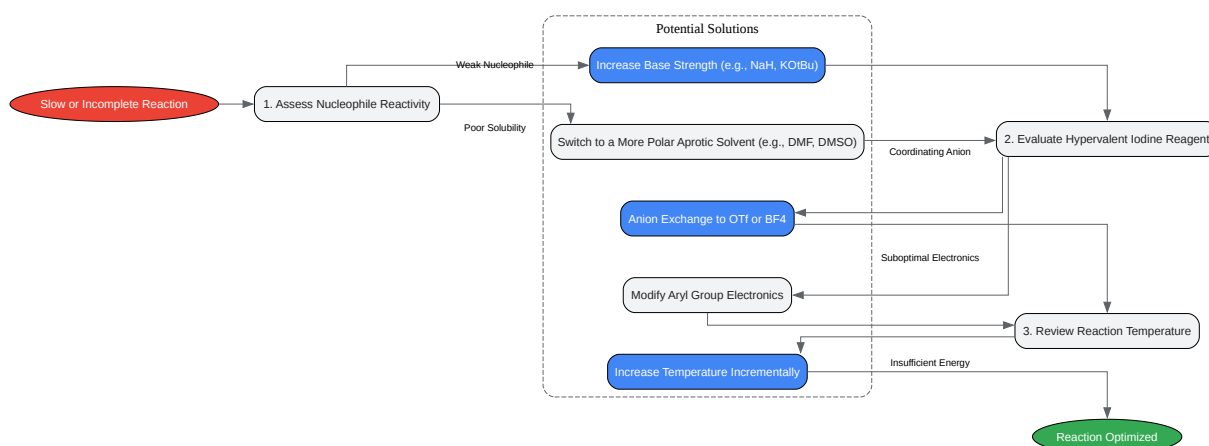 Potential Solutions
Weak Nucleophile
Increase Base Strength (e.g., NaH, KOtBu)
Slow or Incomplete Reaction
1. Assess Nucleophile Reactivity
Poor Solubility
Switch to a More Polar Aprotic Solvent (e.g., DMF, DMSO)
Coordinating Anion
2. Evaluate Hypervalent Iodine Reagent
Anion Exchange to OTf or BF4
Suboptimal Electronics
Modify Aryl Group Electronics
3. Review Reaction Temperature
Increase Temperature Incrementally
Insufficient Energy
Reaction Optimized